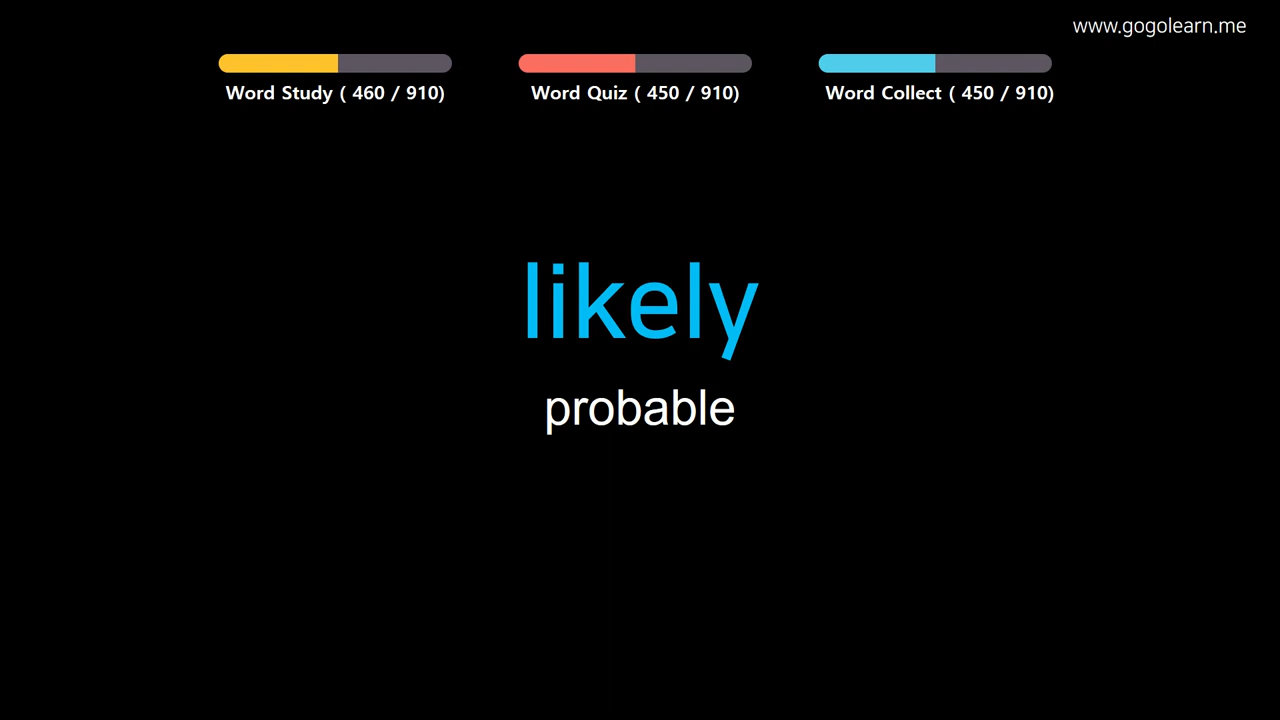 www.gogolearn.me
Word Study ( 460 / 910)
Word Quiz ( 450 / 910)
Word Collect ( 450 / 910)
likely
probable